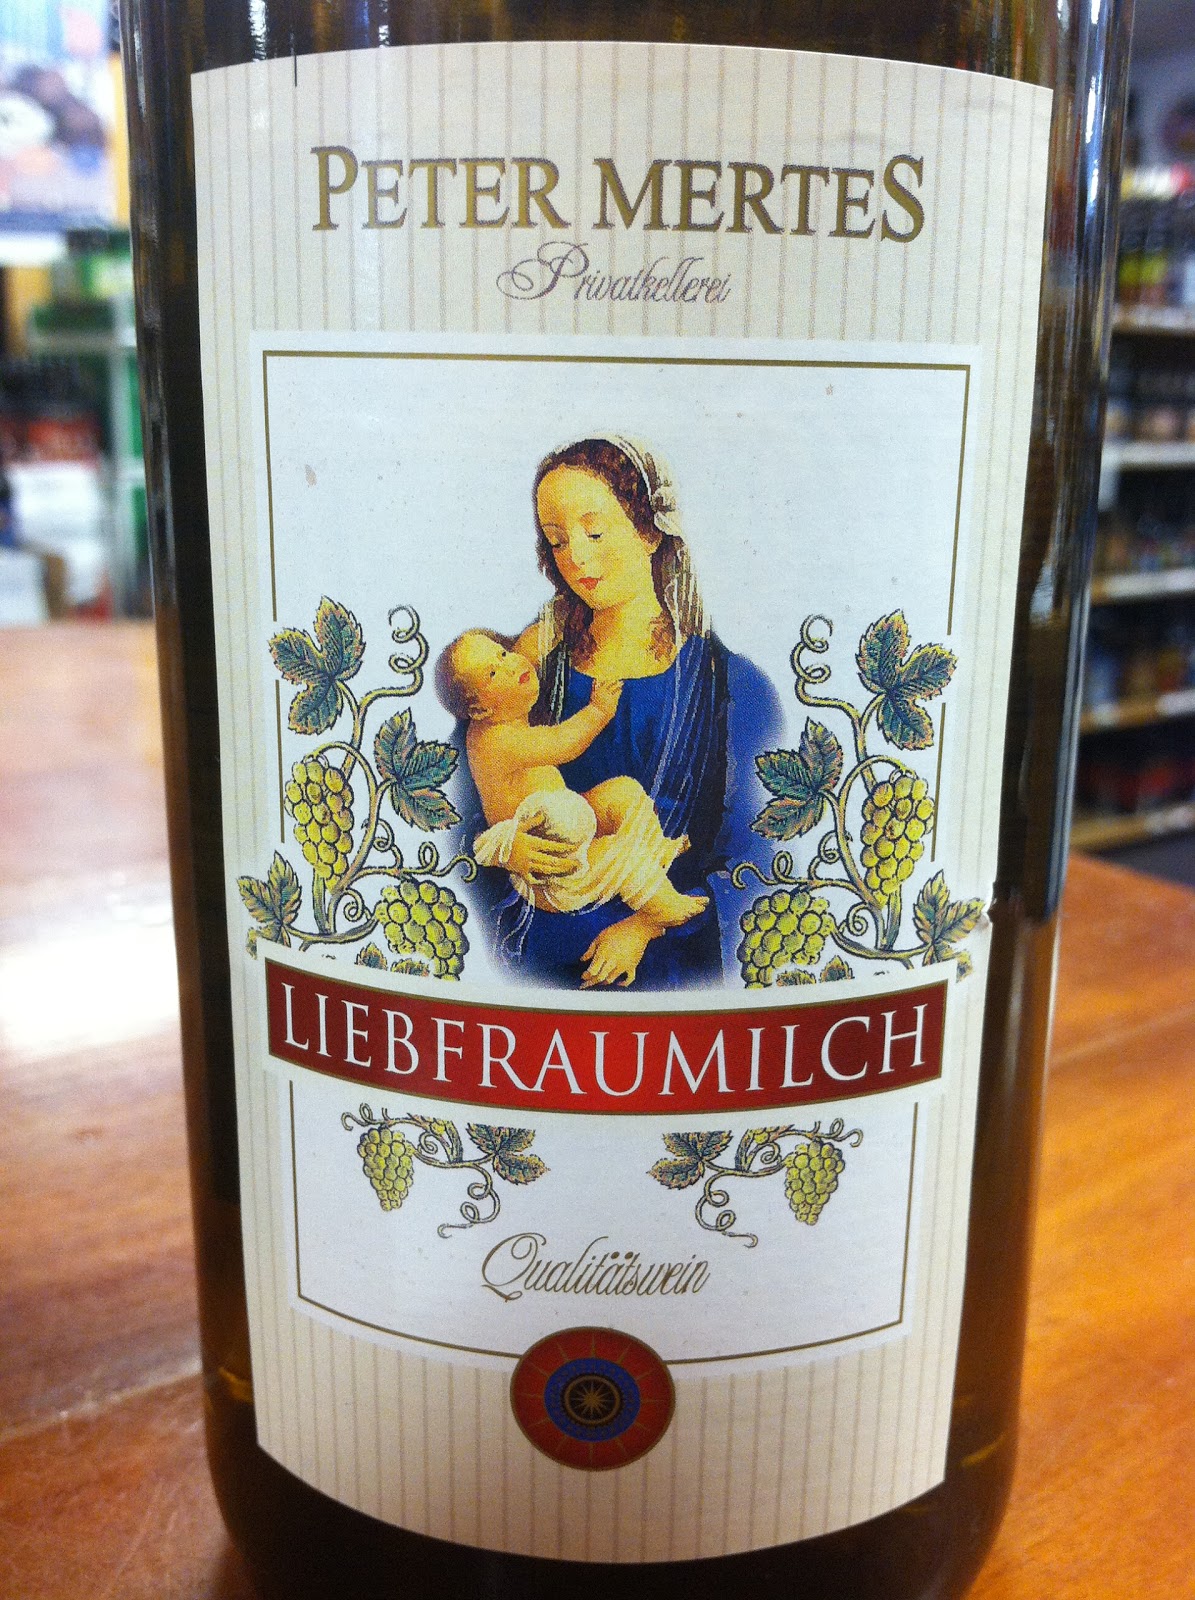 PETER MERTES
Privatkellerei
LIEBFRAUMILCH
Qualitätswein